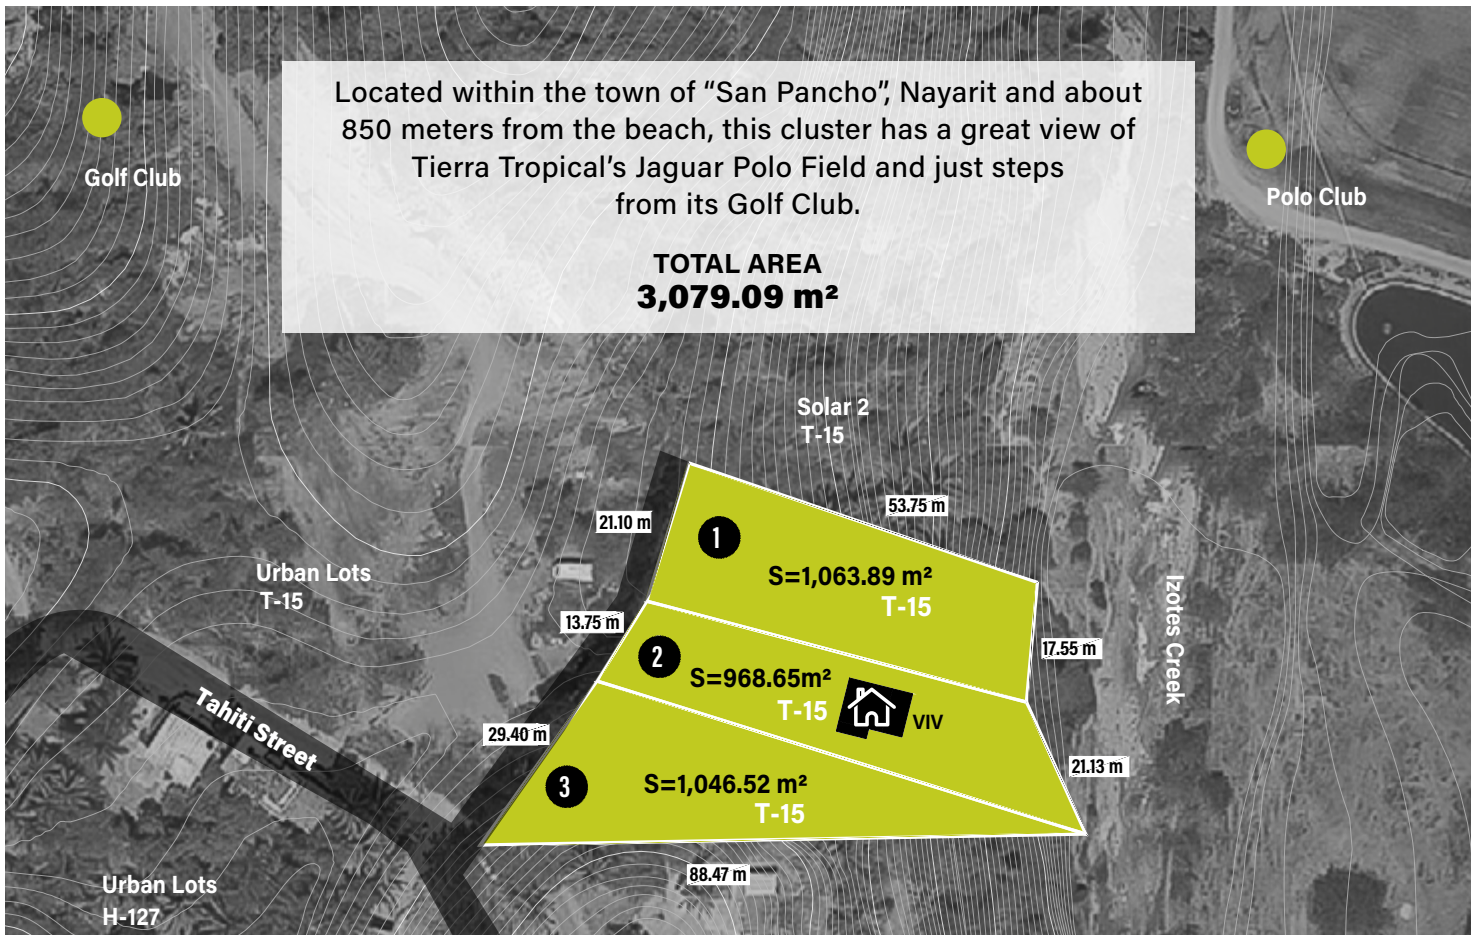 Located within the town of “San Pancho”, Nayarit and about
850 meters from the beach, this cluster has a great view of
Tierra Tropical’s Jaguar Polo Field and just steps
from its Golf Club.
TOTAL AREA
3,079.09 m²
Golf Club
Polo Club
Solar 2
T-15
53.75 m
21.10 m
1
S=1,063.89 m²
T-15
Urban Lots
T-15
Izotes Creek
13.75 m
17.55 m
2
S=968.65m²
T-15
VIV
Tahiti Street
29.40 m
21.13 m
3
S=1,046.52 m²
T-15
88.47 m
Urban Lots
H-127